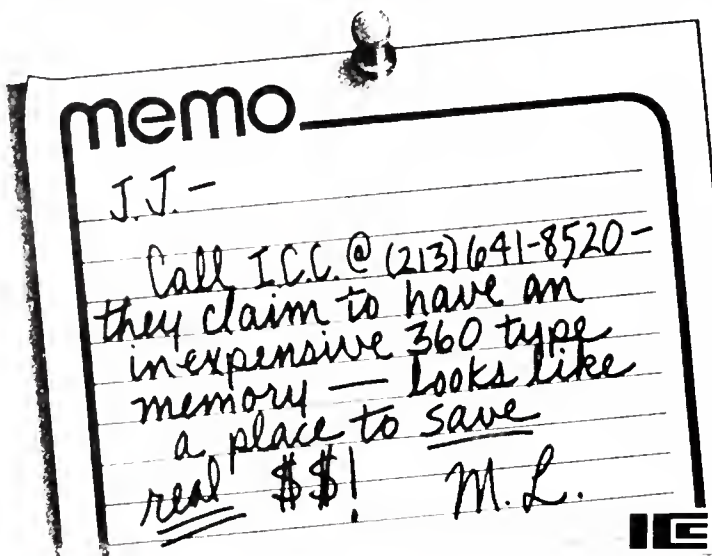 memo
J.J. —
Call I.C.C. @ (213) 641-8520 —
they claim to have an
inexpensive 360 type
memory — looks like
a place to save
real $$! M.L.
ICC